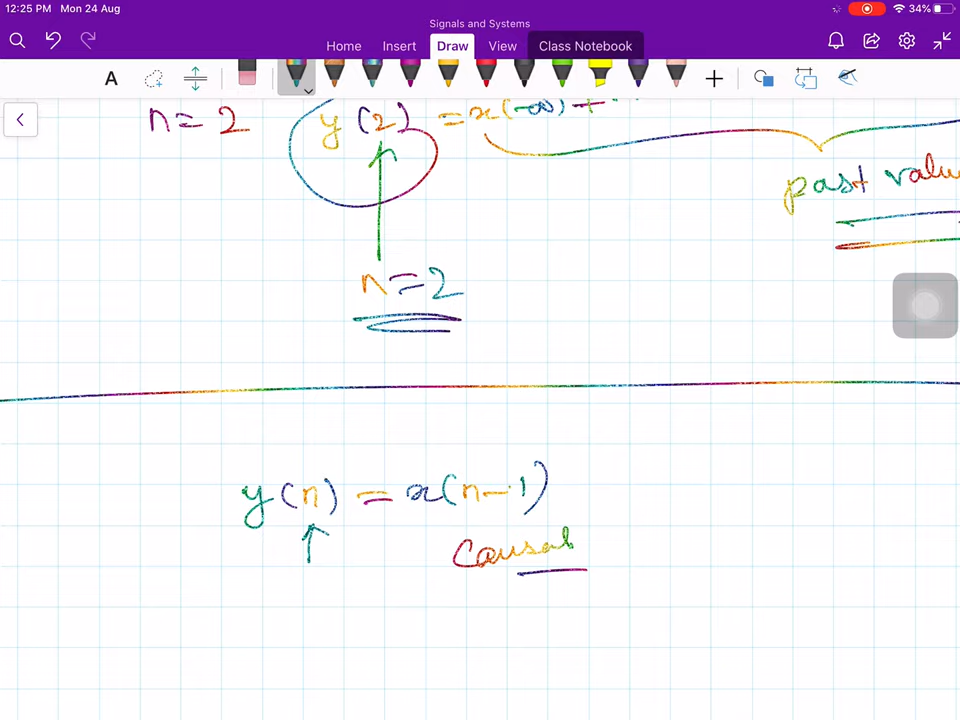 12:25 PM Mon 24 Aug
34%
Signals and Systems
Home Insert Draw View Class Notebook
A
n = 2 y(2) = x(-∞) + ...
past valu
n = 2
y(n) = x(n-1)
Causal